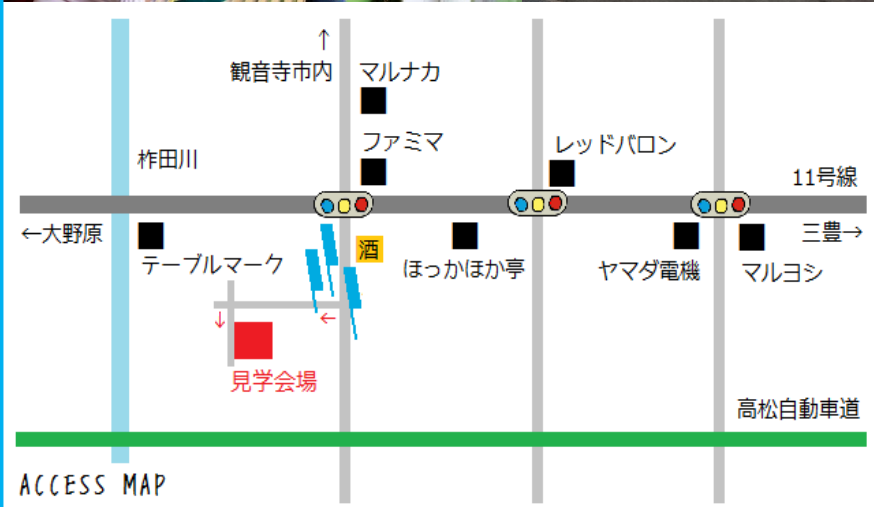 ↑
観音寺市内
マルナカ
ファミマ
柞田川
レッドバロン
11号線
←大野原
酒
三豊→
テーブルマーク
ほっかほか亭
ヤマダ電機
マルヨシ
↓
←
見学会場
高松自動車道
ACCESS MAP